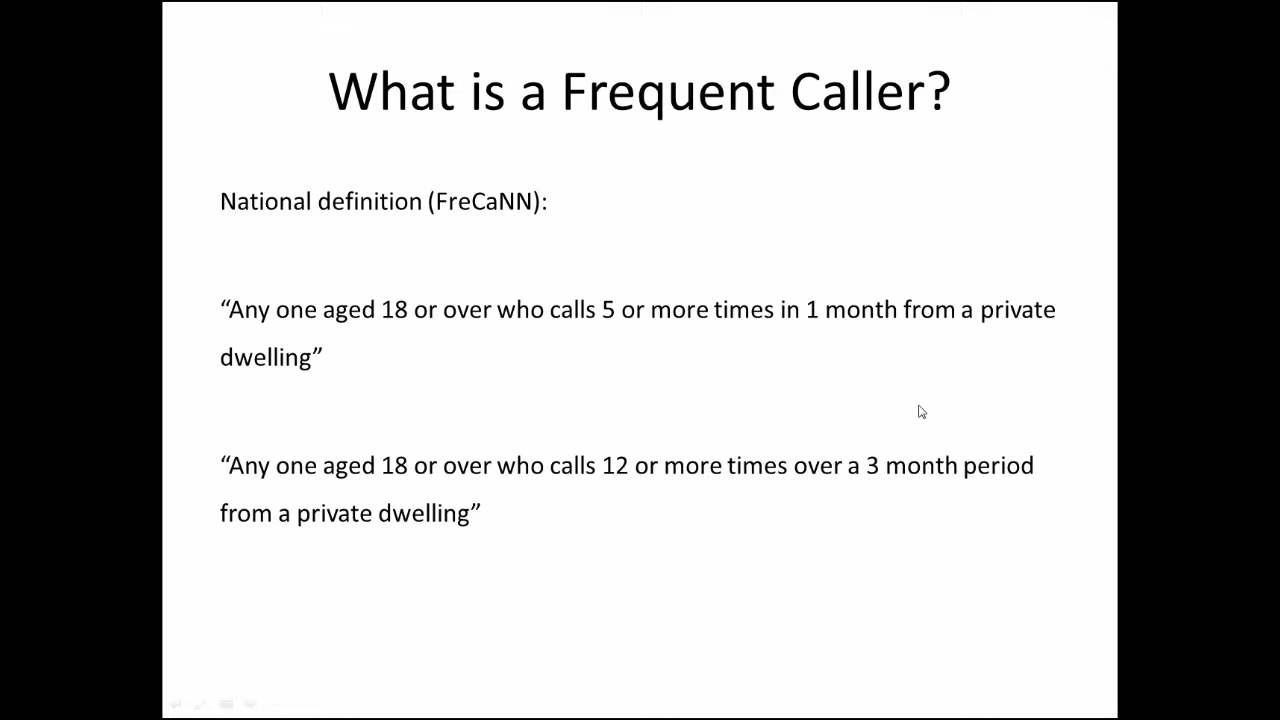 What is a Frequent Caller?
National definition (FreCaNN):
“Any one aged 18 or over who calls 5 or more times in 1 month from a private
dwelling”
“Any one aged 18 or over who calls 12 or more times over a 3 month period
from a private dwelling”